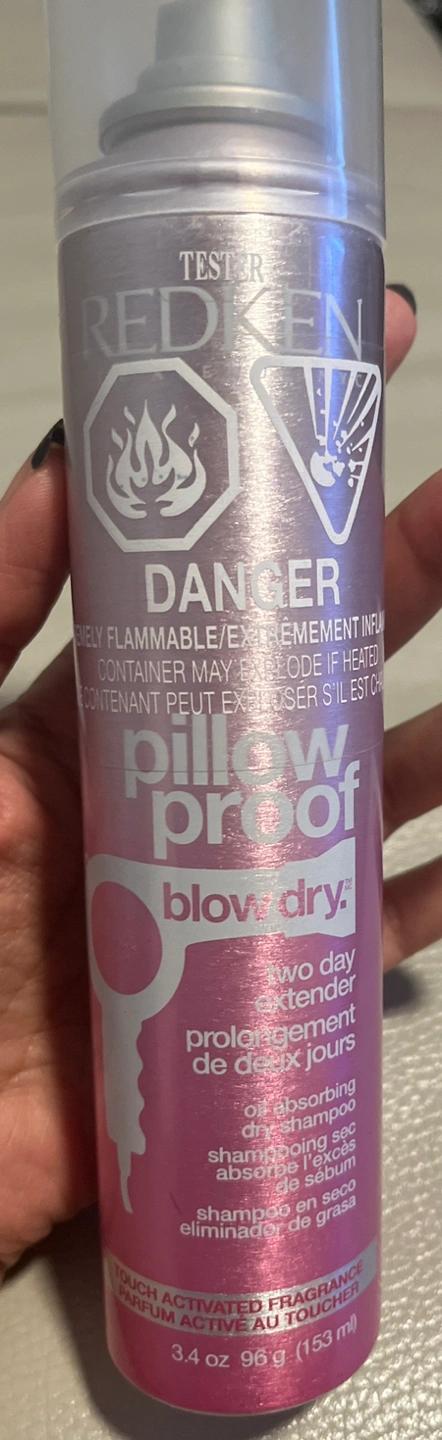 TESTER
REDKEN
DANGER
FLAMMABLE/EXTRÊMEMENT
CONTAINER MAY EXPLODE IF HEATED.
CONTENANT PEUT EXPLOSER S'IL EST
pillow
proof
blow dry.™
two day
extender
prolongement
de deux jours
oil absorbing
dry shampoo
shampooing sec
absorbe l'excès
de sébum
shampoo en seco
eliminador de grasa
TOUCH ACTIVATED FRAGRANCE
PARFUM ACTIVÉ AU TOUCHER
3.4 oz 96 g (153 ml)